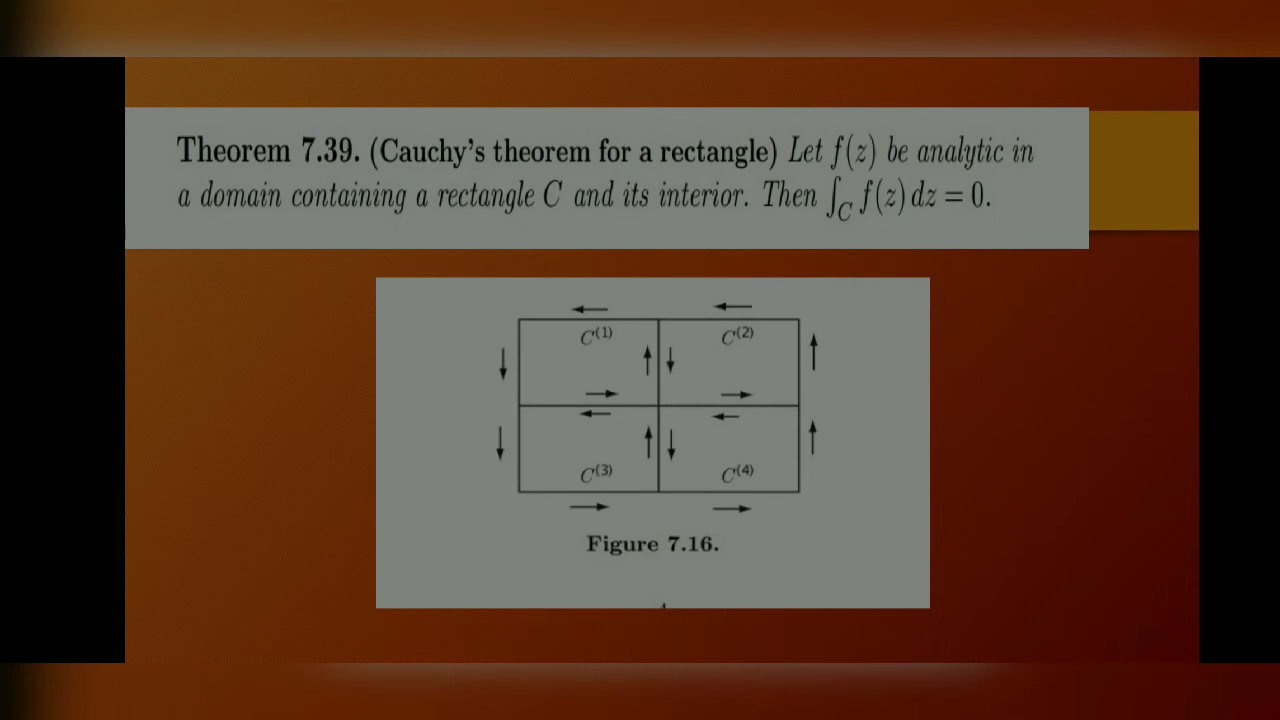 Theorem 7.39. (Cauchy's theorem for a rectangle) Let f(z) be analytic in
a domain containing a rectangle C and its interior. Then ∫_C f(z) dz = 0.
C^(1) C^(2)
C^(3) C^(4)
Figure 7.16.